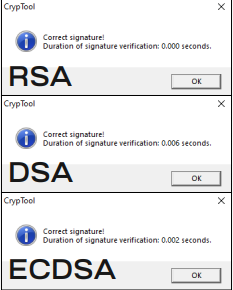 CrypTool
Correct signature!
Duration of signature verification: 0.000 seconds.
RSA
OK
CrypTool
Correct signature!
Duration of signature verification: 0.006 seconds.
DSA
OK
CrypTool
Correct signature!
Duration of signature verification: 0.002 seconds.
ECDSA
OK